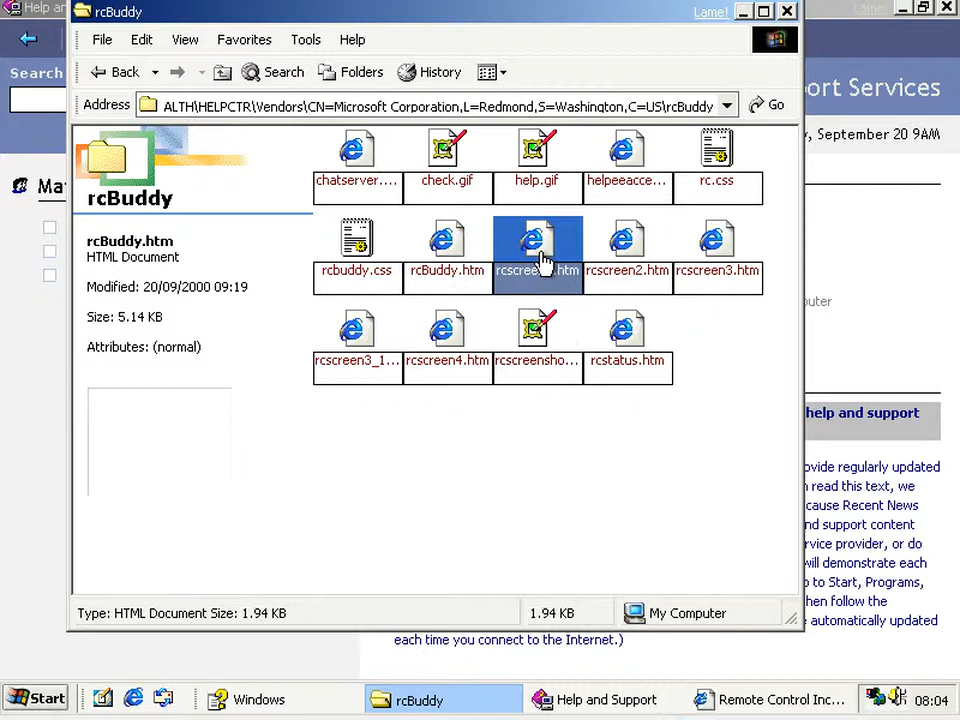 Help an
rcBuddy
Lame!
File Edit View Favorites Tools Help
Back Search Folders History
Address ALTH\HELPCTR\Vendors\CN=Microsoft Corporation,L=Redmond,S=Washington,C=US\rcBuddy Go
Search
port Services
, September 20 9AM
Mat
rcBuddy
rcBuddy.htm
HTML Document
Modified: 20/09/2000 09:19
Size: 5.14 KB
Attributes: (normal)
chatserver.... check.gif help.gif helpeeacce... rc.css
rcbuddy.css rcBuddy.htm rcscreen .htm rcscreen2.htm rcscreen3.htm
rcscreen3_1... rcscreen4.htm rcscreensho... rcstatus.htm
puter
help and support
ovide regularly updated
n read this text, we
cause Recent News
nd support content
ervice provider, or do
will demonstrate each
o to Start, Programs,
hen follow the
e automatically updated
each time you connect to the Internet.)
Type: HTML Document Size: 1.94 KB 1.94 KB My Computer
Start Windows rcBuddy Help and Support Remote Control Inc... 08:04